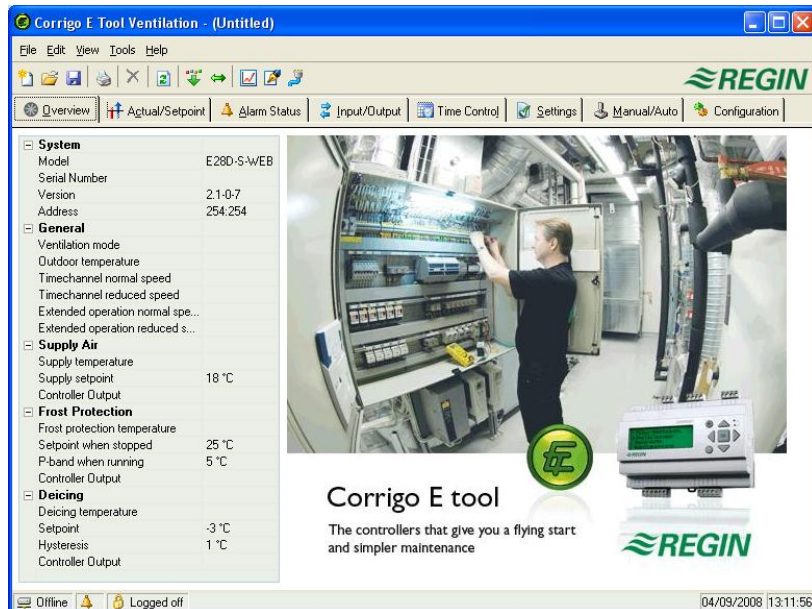 Corrigo E Tool Ventilation - (Untitled)
File Edit View Tools Help
REGIN
Overview Actual/Setpoint Alarm Status Input/Output Time Control Settings Manual/Auto Configuration
System
Model E28D-S-WEB
Serial Number
Version 2.1-0-7
Address 254:254
General
Ventilation mode
Outdoor temperature
Timechannel normal speed
Timechannel reduced speed
Extended operation normal spe...
Extended operation reduced s...
Supply Air
Supply temperature
Supply setpoint 18 °C
Controller Output
Frost Protection
Frost protection temperature
Setpoint when stopped 25 °C
P-band when running 5 °C
Controller Output
Deicing
Deicing temperature
Setpoint -3 °C
Hysteresis 1 °C
Controller Output
Corrigo E tool
The controllers that give you a flying start
and simpler maintenance
REGIN
REGIN
Offline Logged off 04/09/2008 13:11:56